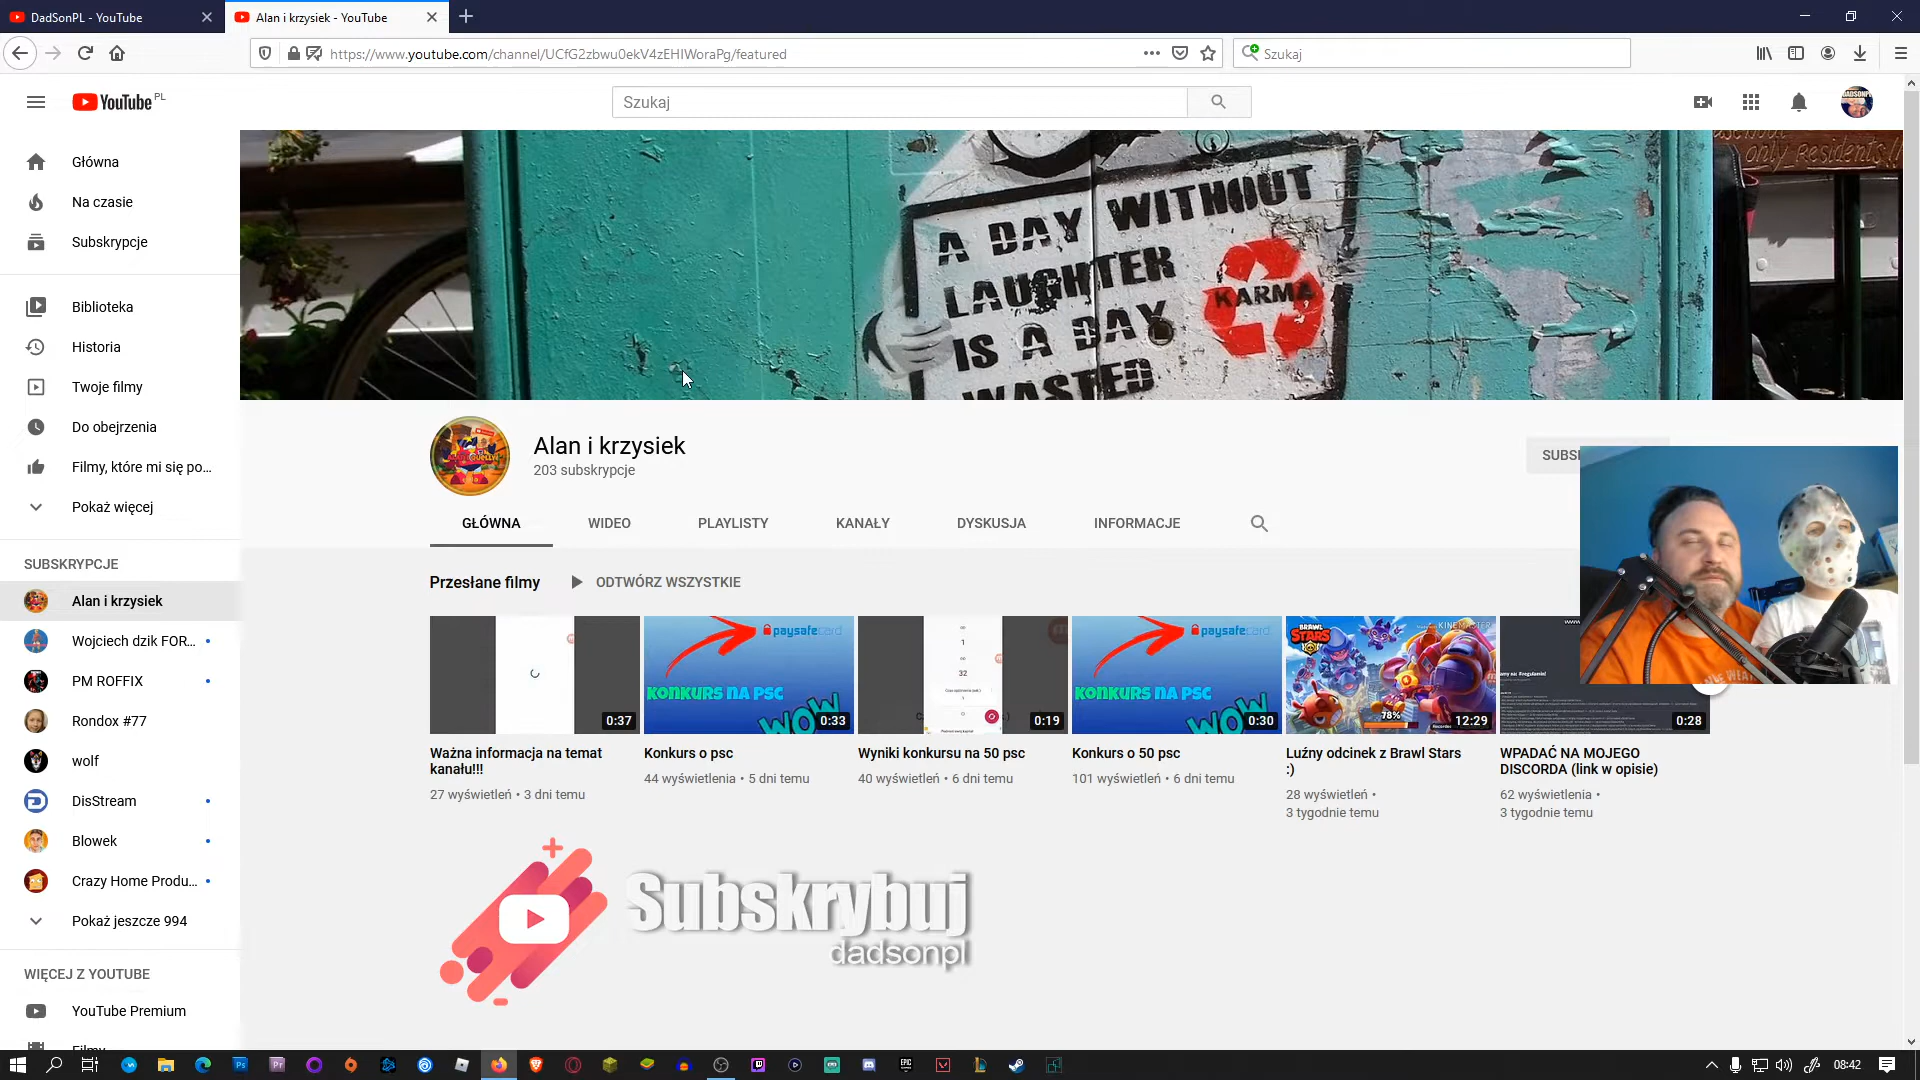 DadSonPL - YouTube
Alan i krzysiek - YouTube
https://www.youtube.com/channel/UCfG2zbwu0ekV4zEHIWoraPg/featured
Szukaj
YouTube PL
Szukaj
Główna
Na czasie
Subskrypcje
Biblioteka
Historia
Twoje filmy
Do obejrzenia
Filmy, które mi się po...
Pokaż więcej
SUBSKRYPCJE
Alan i krzysiek
Wojciech dzik FOR...
PM ROFFIX
Rondox #77
wolf
DisStream
Blowek
Crazy Home Produ...
Pokaż jeszcze 994
WIĘCEJ Z YOUTUBE
YouTube Premium
Filmy
only Residents!!
A DAY WITHOUT
LAUGHTER
IS A DAY
WASTED
KARMA
Alan i krzysiek
203 subskrypcje
SUBS
GŁÓWNA
WIDEO
PLAYLISTY
KANAŁY
DYSKUSJA
INFORMACJE
Przesłane filmy
ODTWÓRZ WSZYSTKIE
0:37
Ważna informacja na temat
kanału!!!
27 wyświetleń • 3 dni temu
paysafecard
KONKURS NA PSC
WOW
0:33
Konkurs o psc
44 wyświetlenia • 5 dni temu
1
32
0:19
Wyniki konkursu na 50 psc
40 wyświetleń • 6 dni temu
paysafecard
KONKURS NA PSC
WOW
0:30
Konkurs o 50 psc
101 wyświetleń • 6 dni temu
BRAWL
STARS
KINEMASTER
78%
12:29
Luźny odcinek z Brawl Stars
:)
28 wyświetleń •
3 tygodnie temu
0:28
WPADAĆ NA MOJEGO
DISCORDA (link w opisie)
62 wyświetlenia •
3 tygodnie temu
Subskrybuj
dadsonpl
08:42